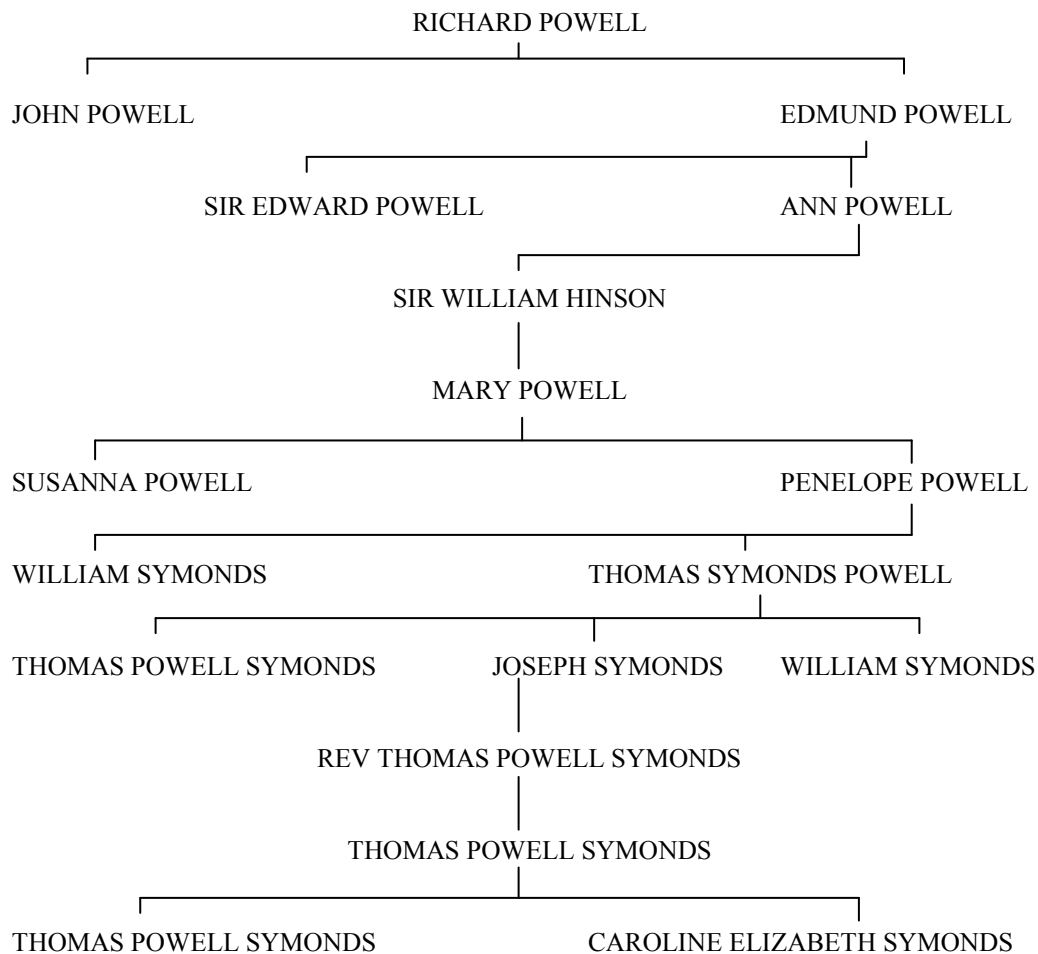 RICHARD POWELL
JOHN POWELL EDMUND POWELL
SIR EDWARD POWELL ANN POWELL
SIR WILLIAM HINSON
MARY POWELL
SUSANNA POWELL PENELOPE POWELL
WILLIAM SYMONDS THOMAS SYMONDS POWELL
THOMAS POWELL SYMONDS JOSEPH SYMONDS WILLIAM SYMONDS
REV THOMAS POWELL SYMONDS
THOMAS POWELL SYMONDS
THOMAS POWELL SYMONDS CAROLINE ELIZABETH SYMONDS